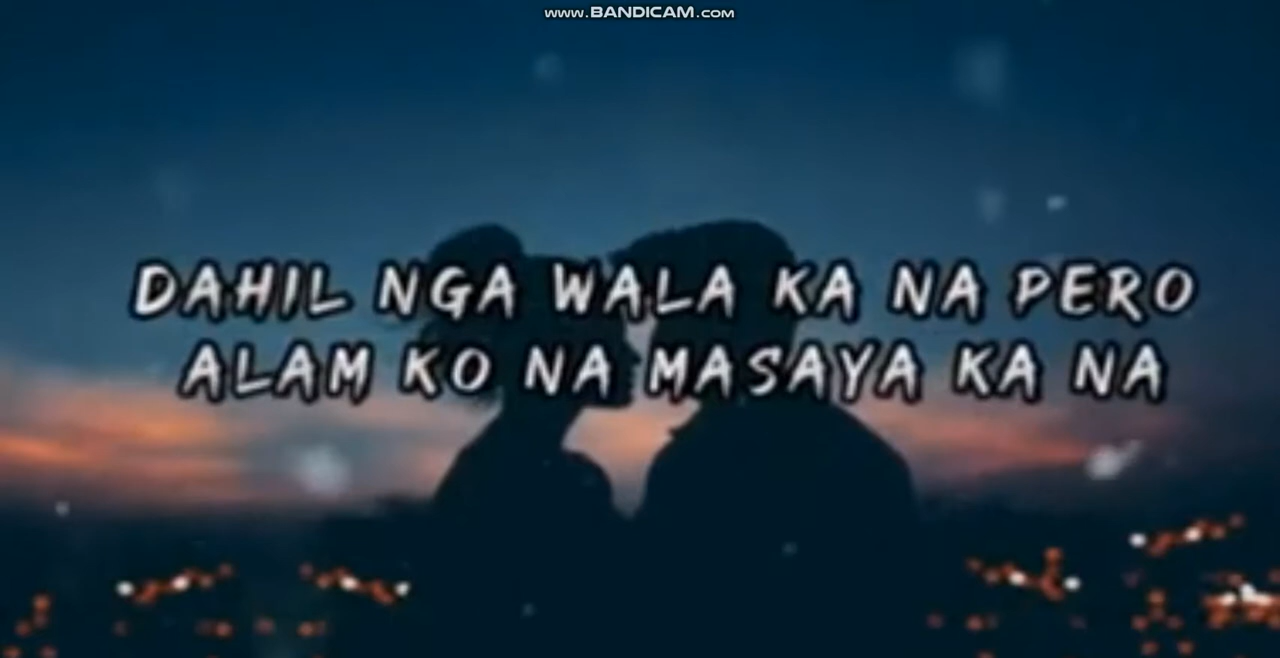 www.BANDICAM.com
DAHIL NGA WALA KA NA PERO
ALAM KO NA MASAYA KA NA